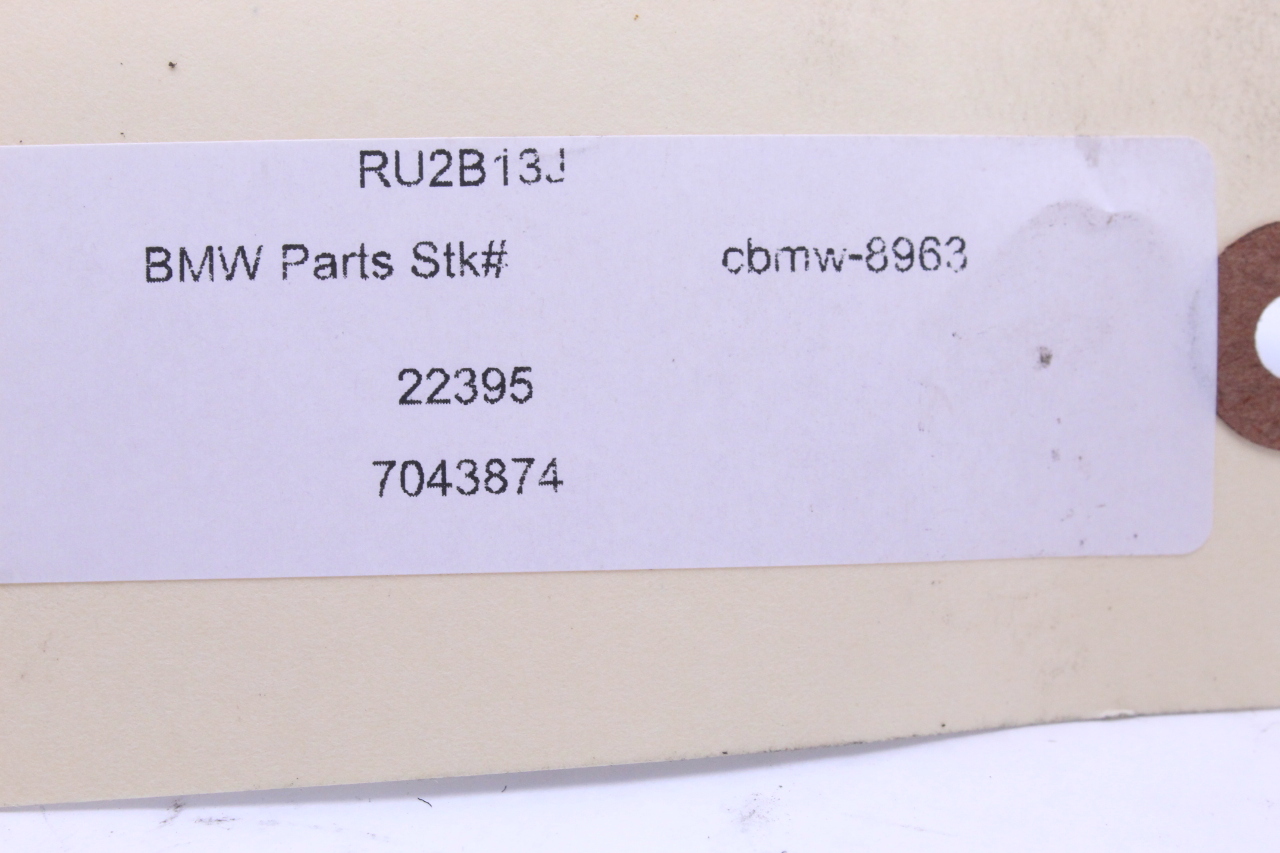 RU2B13J
BMW Parts Stk# cbmw-8963
22395
7043874